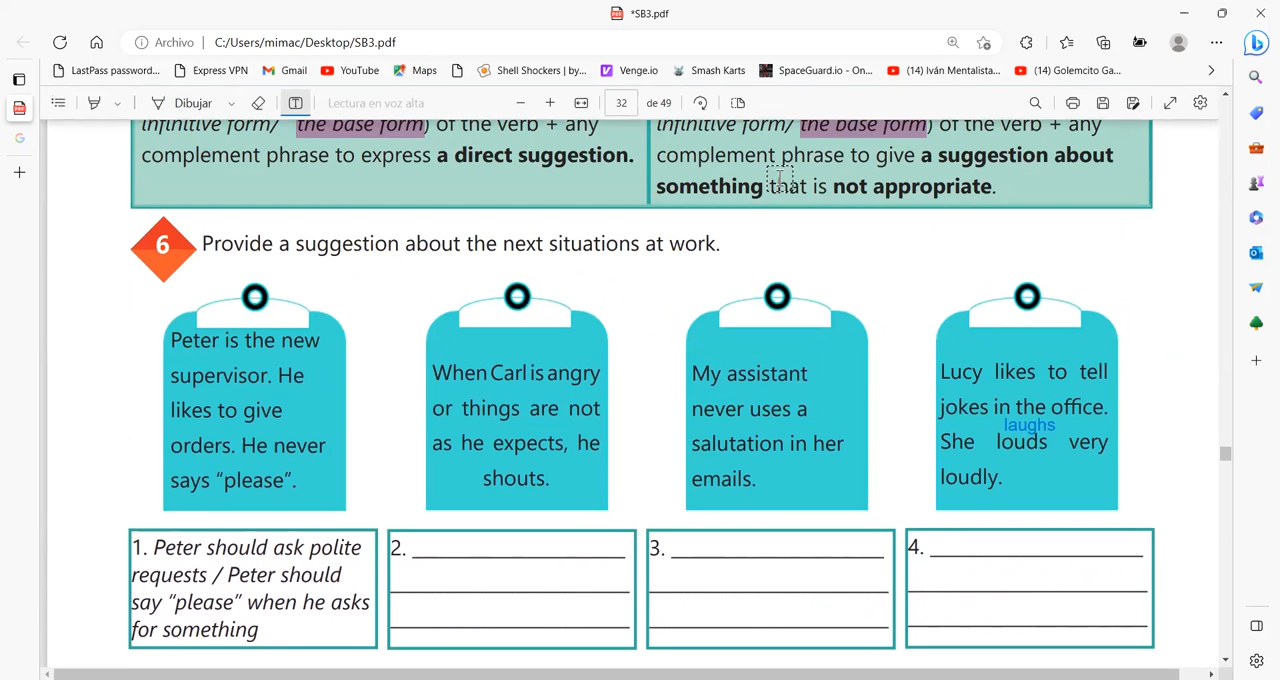 *SB3.pdf
Archivo C:/Users/mimac/Desktop/SB3.pdf
LastPass password... Express VPN Gmail YouTube Maps Shell Shockers | by... Venge.io Smash Karts SpaceGuard.io - On... (14) Iván Mentalista... (14) Golemcito Ga...
Dibujar Lectura en voz alta 32 de 49
infinitive form/ the base form) of the verb + any
complement phrase to express a direct suggestion.
infinitive form/ the base form) of the verb + any
complement phrase to give a suggestion about
something that is not appropriate.
6 Provide a suggestion about the next situations at work.
Peter is the new
supervisor. He
likes to give
orders. He never
says “please”.
When Carl is angry
or things are not
as he expects, he
shouts.
My assistant
never uses a
salutation in her
emails.
Lucy likes to tell
jokes in the office.
laughs
She louds very
loudly.
1. Peter should ask polite
requests / Peter should
say “please” when he asks
for something
2. ____________________
3. ____________________
4. ____________________